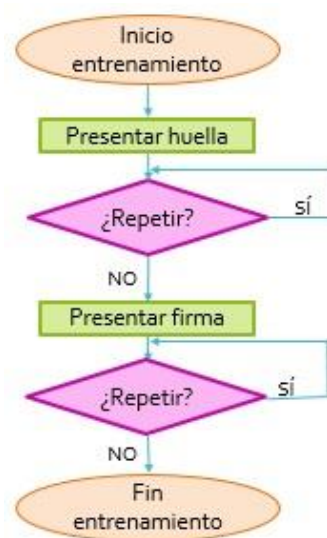 Inicio
entrenamiento
Presentar huella
¿Repetir?
SÍ
NO
Presentar firma
¿Repetir?
SÍ
NO
Fin
entrenamiento